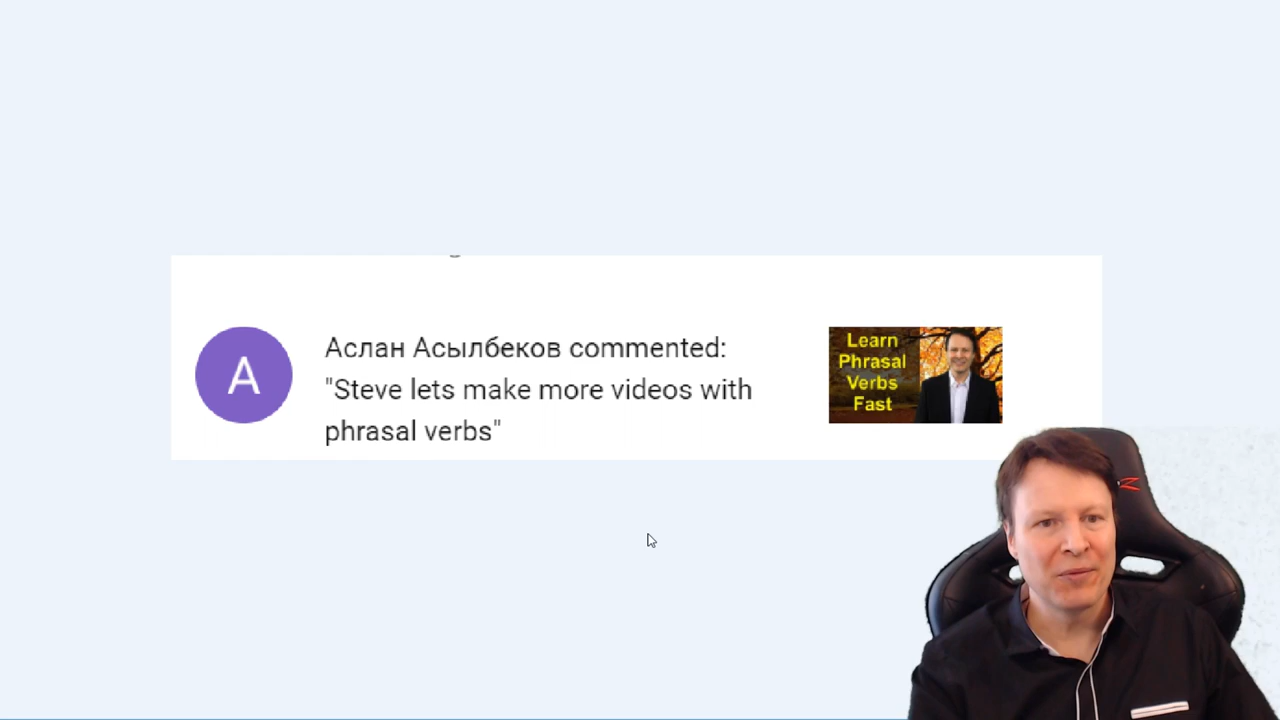 Аслан Асылбеков commented:
"Steve lets make more videos with
phrasal verbs"
A
Learn
Phrasal
Verbs
Fast